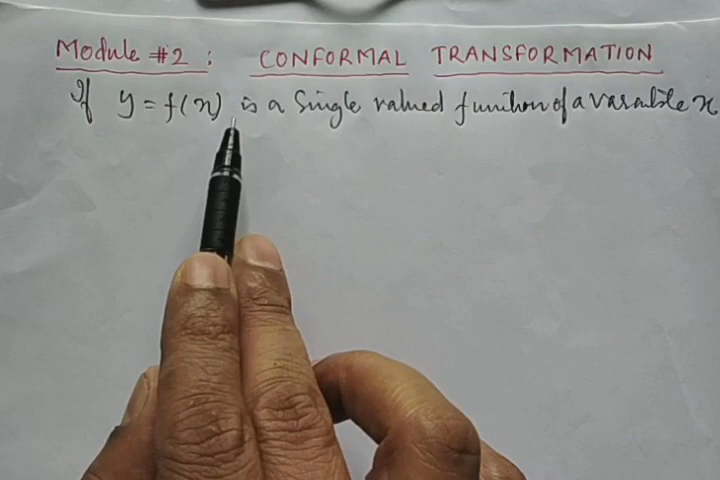 Module #2 : CONFORMAL TRANSFORMATION
If y = f(x) is a single valued function of a variable x